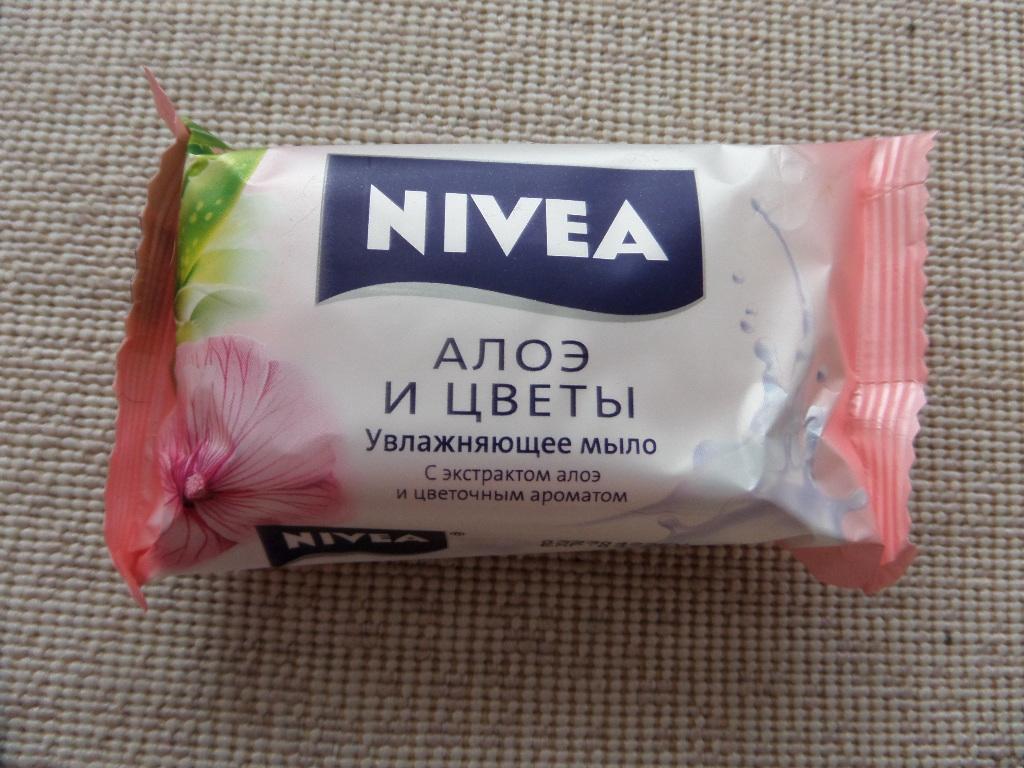 NIVEA
АЛОЭ
И ЦВЕТЫ
Увлажняющее мыло
С экстрактом алоэ
и цветочным ароматом
NIVEA®